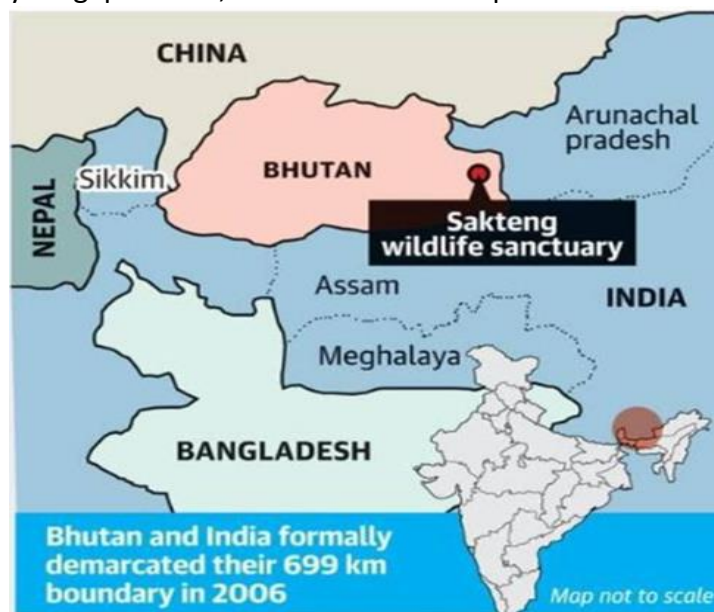 CHINA
Arunachal
pradesh
BHUTAN
Sikkim
NEPAL
Sakteng
wildlife sanctuary
Assam
INDIA
Meghalaya
BANGLADESH
Bhutan and India formally
demarcated their 699 km
boundary in 2006
Map not to scale